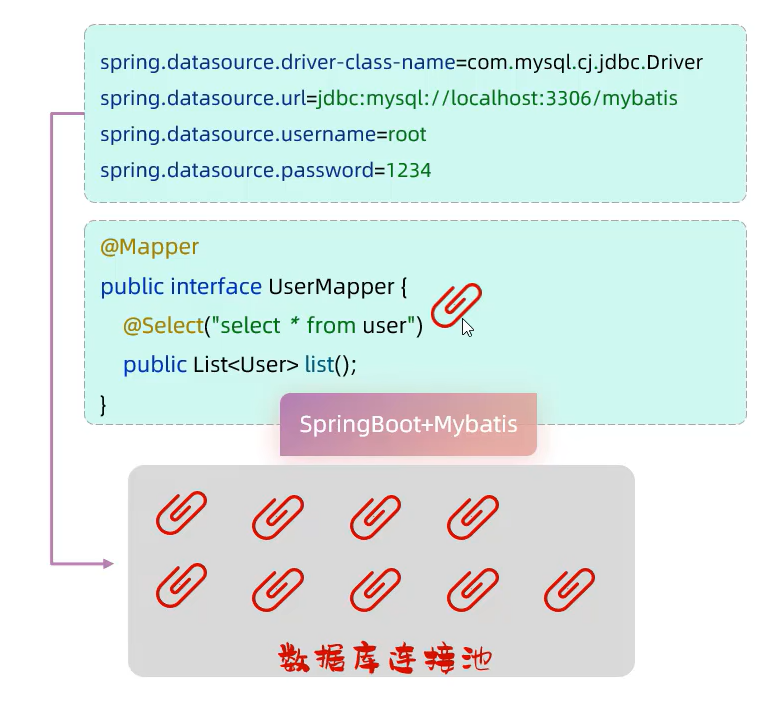 spring.datasource.driver-class-name=com.mysql.cj.jdbc.Driver
spring.datasource.url=jdbc:mysql://localhost:3306/mybatis
spring.datasource.username=root
spring.datasource.password=1234
@Mapper
public interface UserMapper {
@Select("select * from user")
public List<User> list();
}
SpringBoot+Mybatis
数据库连接池